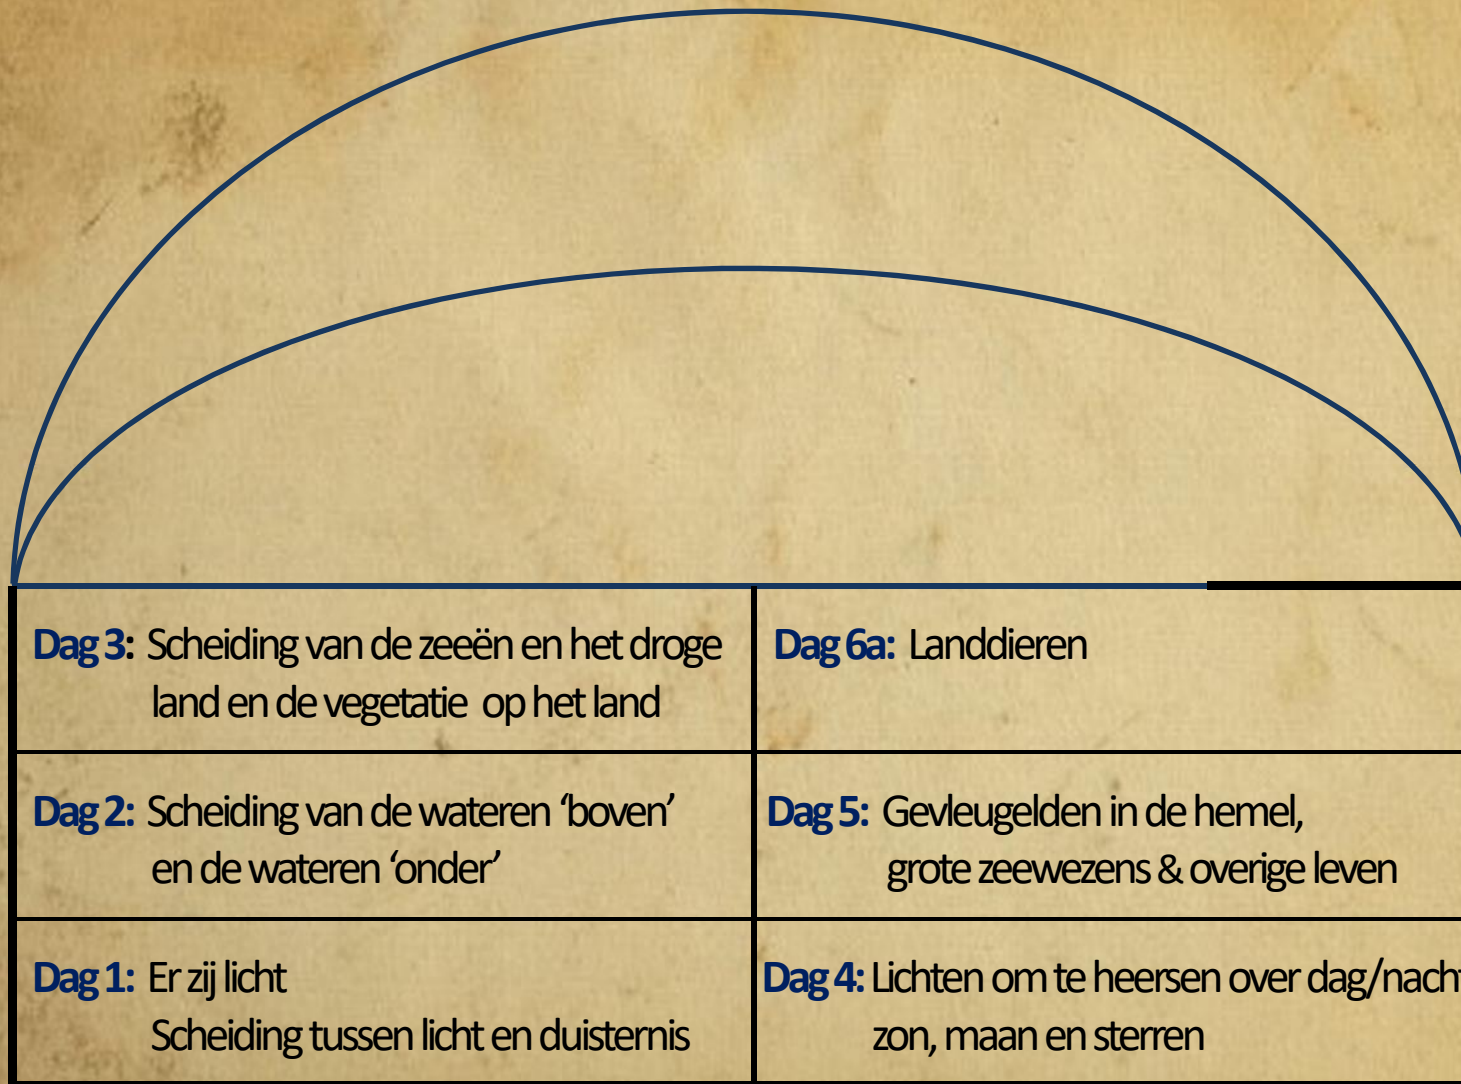 Dag 3: Scheiding van de zeeën en het droge
land en de vegetatie op het land
Dag 6a: Landdieren
Dag 2: Scheiding van de wateren ‘boven’
en de wateren ‘onder’
Dag 5: Gevleugelden in de hemel,
grote zeewezens & overige leven
Dag 1: Er zij licht
Scheiding tussen licht en duisternis
Dag 4: Lichten om te heersen over dag/nacht
zon, maan en sterren